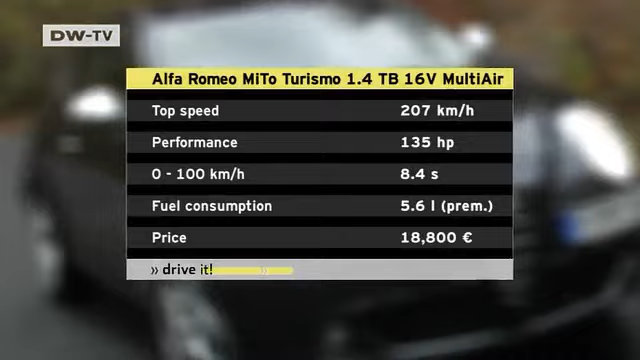 DW-TV
Alfa Romeo MiTo Turismo 1.4 TB 16V MultiAir
Top speed 207 km/h
Performance 135 hp
0 - 100 km/h 8.4 s
Fuel consumption 5.6 l (prem.)
Price 18,800 €
» drive it! »